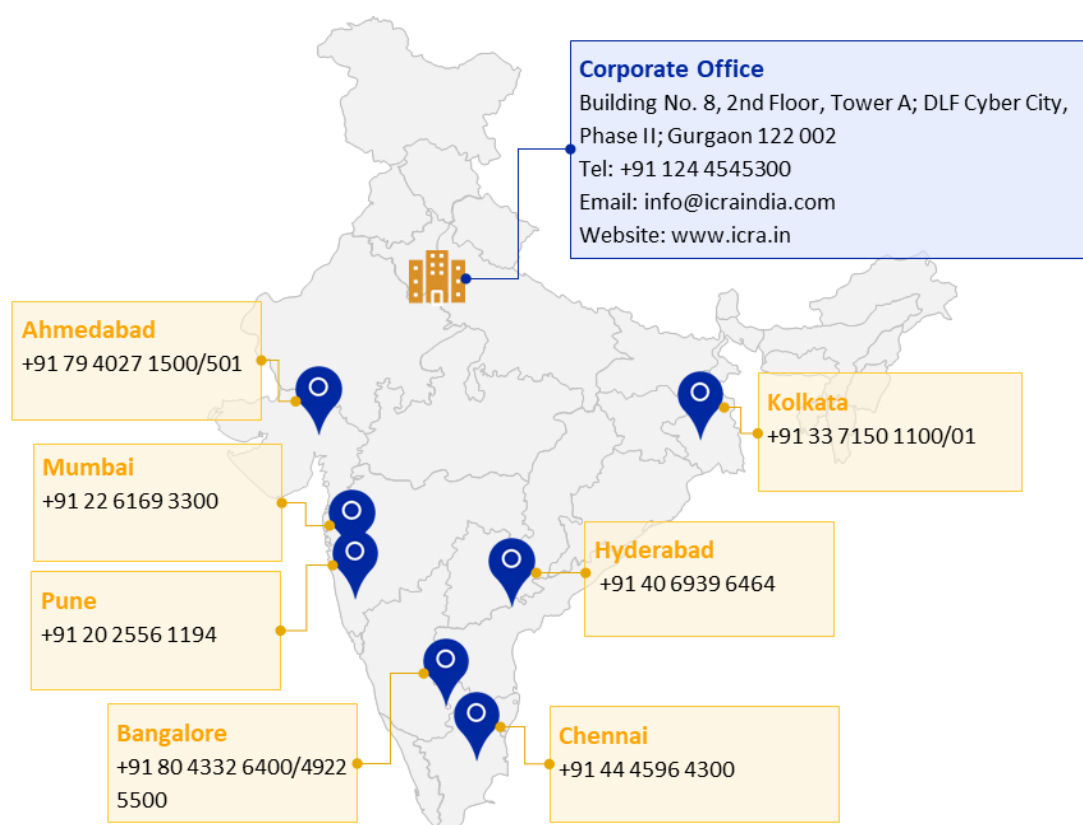 Corporate Office
Building No. 8, 2nd Floor, Tower A; DLF Cyber City,
Phase II; Gurgaon 122 002
Tel: +91 124 4545300
Email: info@icraindia.com
Website: www.icra.in
Ahmedabad
+91 79 4027 1500/501
Kolkata
+91 33 7150 1100/01
Mumbai
+91 22 6169 3300
Hyderabad
+91 40 6939 6464
Pune
+91 20 2556 1194
Bangalore
+91 80 4332 6400/4922
5500
Chennai
+91 44 4596 4300